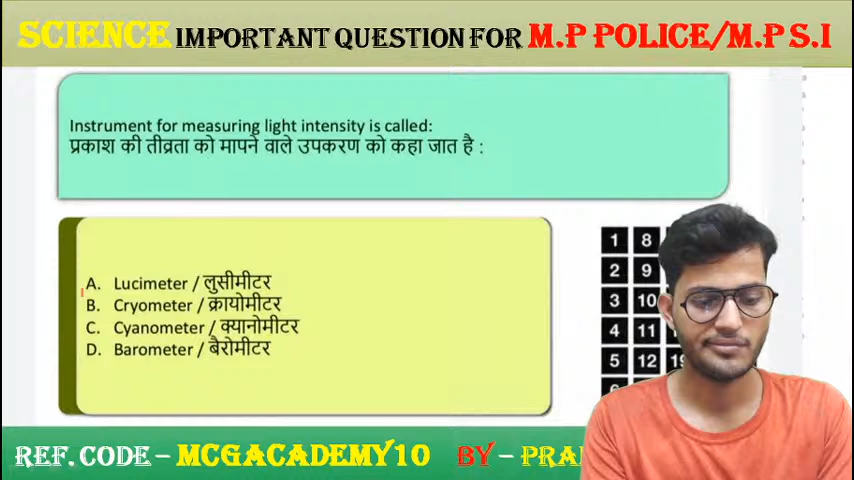 SCIENCE IMPORTANT QUESTION FOR M.P POLICE/M.P S.I
Instrument for measuring light intensity is called:
प्रकाश की तीव्रता को मापने वाले उपकरण को कहा जात है :
A. Lucimeter / लुसीमीटर
B. Cryometer / क्रायोमीटर
C. Cyanometer / क्यानोमीटर
D. Barometer / बैरोमीटर
1 8
2 9
3 10
4 11
5 12
REF. CODE – MCGACADEMY10 BY –